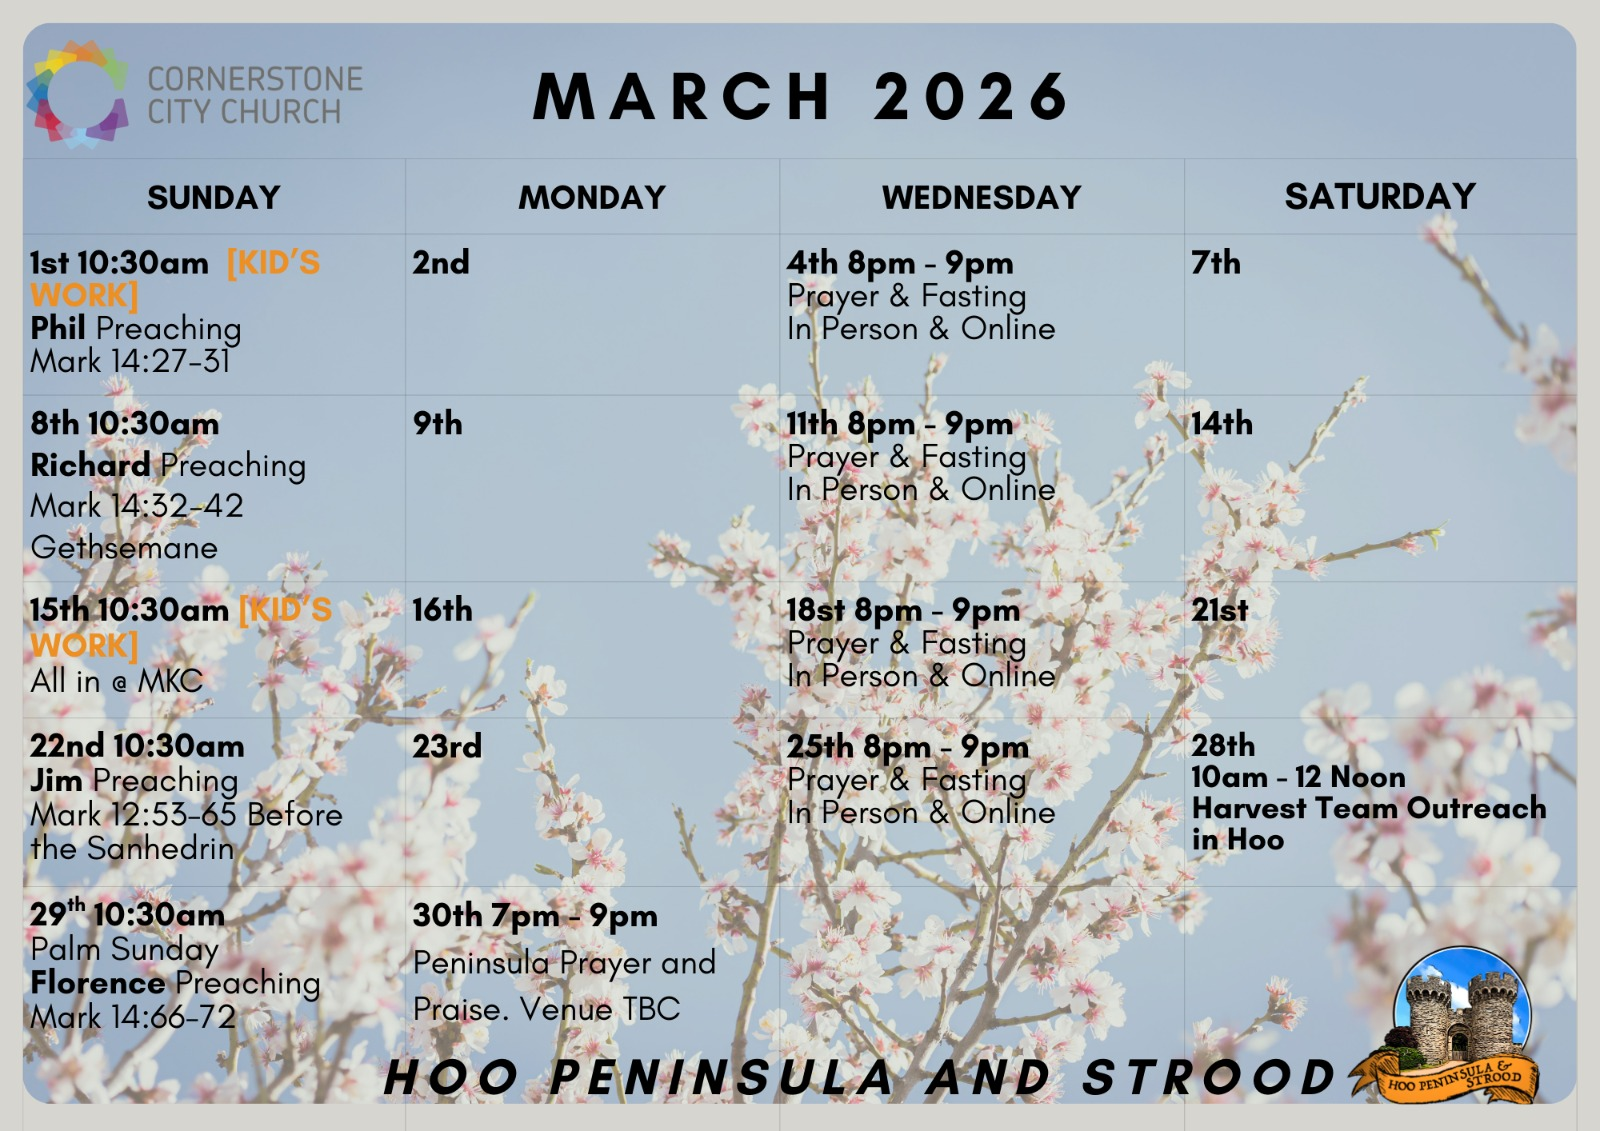 CORNERSTONE
CITY CHURCH
MARCH 2026
SUNDAY
MONDAY
WEDNESDAY
SATURDAY
1st 10:30am [KID'S
WORK]
Phil Preaching
Mark 14:27-31
2nd
4th 8pm - 9pm
Prayer & Fasting
In Person & Online
7th
8th 10:30am
Richard Preaching
Mark 14:32-42
Gethsemane
9th
11th 8pm - 9pm
Prayer & Fasting
In Person & Online
14th
15th 10:30am [KID'S
WORK]
All in @ MKC
16th
18st 8pm - 9pm
Prayer & Fasting
In Person & Online
21st
22nd 10:30am
Jim Preaching
Mark 12:53-65 Before
the Sanhedrin
23rd
25th 8pm - 9pm
Prayer & Fasting
In Person & Online
28th
10am - 12 Noon
Harvest Team Outreach
in Hoo
29th 10:30am
Palm Sunday
Florence Preaching
Mark 14:66-72
30th 7pm - 9pm
Peninsula Prayer and
Praise. Venue TBC
HOO PENINSULA AND STROOD
HOO PENINSULA &
STROOD